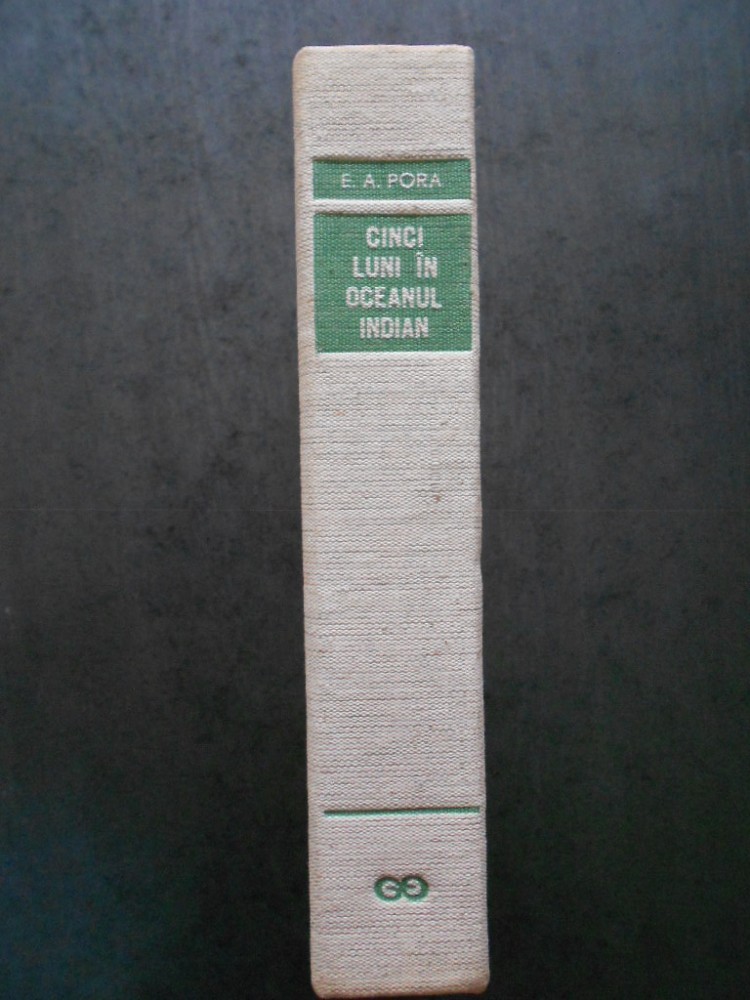 E. A. PORA
CINCI
LUNI ÎN
OCEANUL
INDIAN